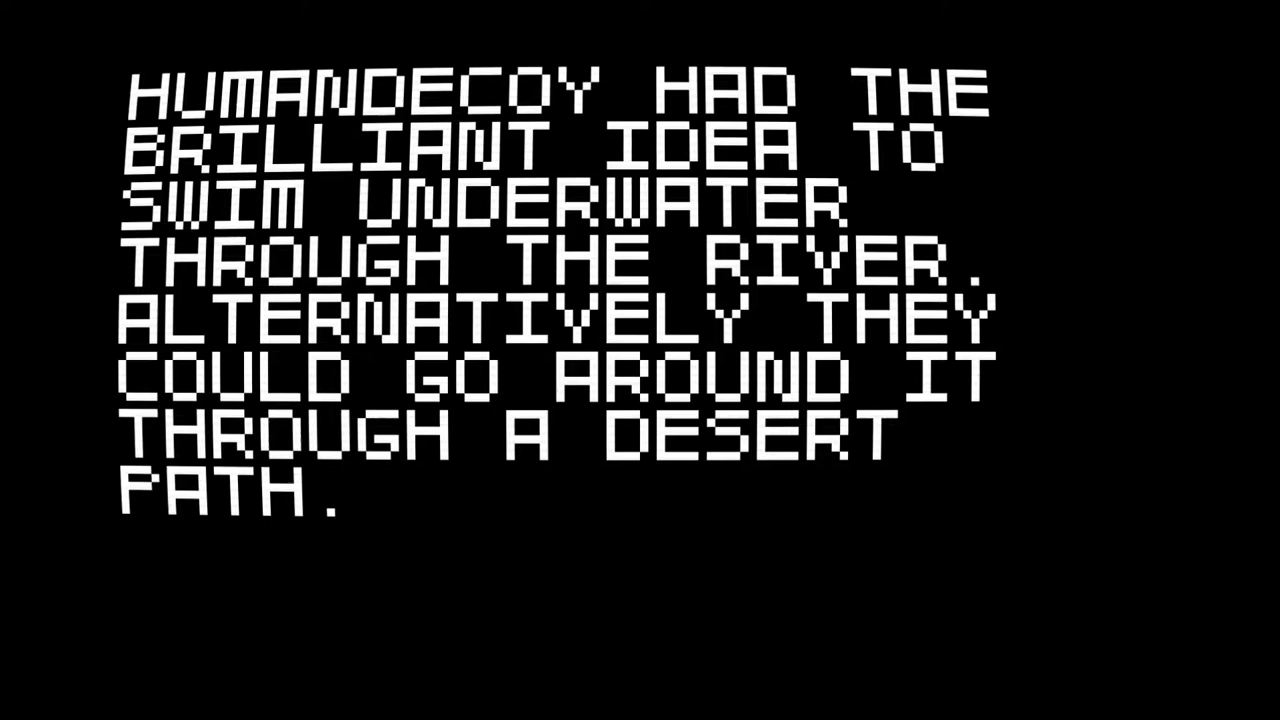 HUMANDECOY HAD THE
BRILLIANT IDEA TO
SWIM UNDERWATER
THROUGH THE RIVER.
ALTERNATIVELY THEY
COULD GO AROUND IT
THROUGH A DESERT
PATH.